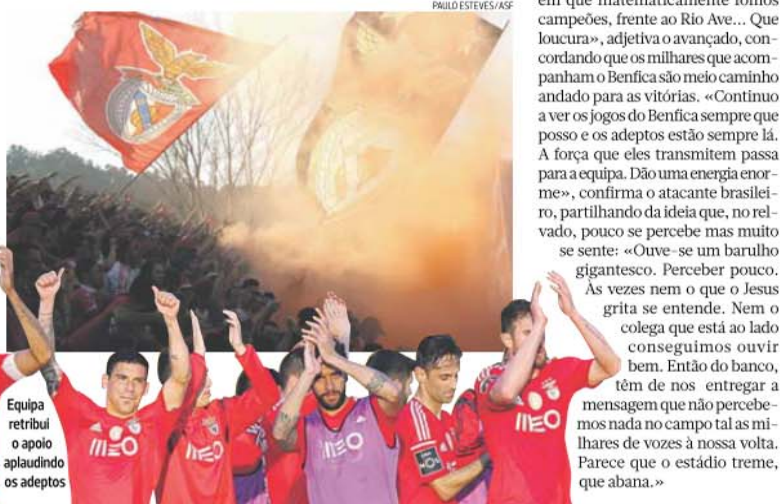 PAULO ESTEVES/ASF
em que matematicamente fomos
campeões, frente ao Rio Ave... Que
loucura», adjetiva o avançado, con-
cordando que os milhares que acom-
panham o Benfica são meio caminho
andado para as vitórias. «Continuo
a ver os jogos do Benfica sempre que
posso e os adeptos estão sempre lá.
A força que eles transmitem passa
para a equipa. Dão uma energia enor-
me», confirma o atacante brasilei-
ro, partilhando da ideia que, no rel-
vado, pouco se percebe mas muito
se sente: «Ouve-se um barulho
gigantesco. Perceber pouco.
Às vezes nem o que o Jesus
grita se entende. Nem o
colega que está ao lado
conseguimos ouvir
bem. Então do banco,
têm de nos entregar a
mensagem que não percebe-
mos nada no campo tal as mi-
lhares de vozes à nossa volta.
Parece que o estádio treme,
que abana.»
Equipa
retribui
o apoio
aplaudindo
os adeptos
MEO
MEO
MEO
MEO
MEO